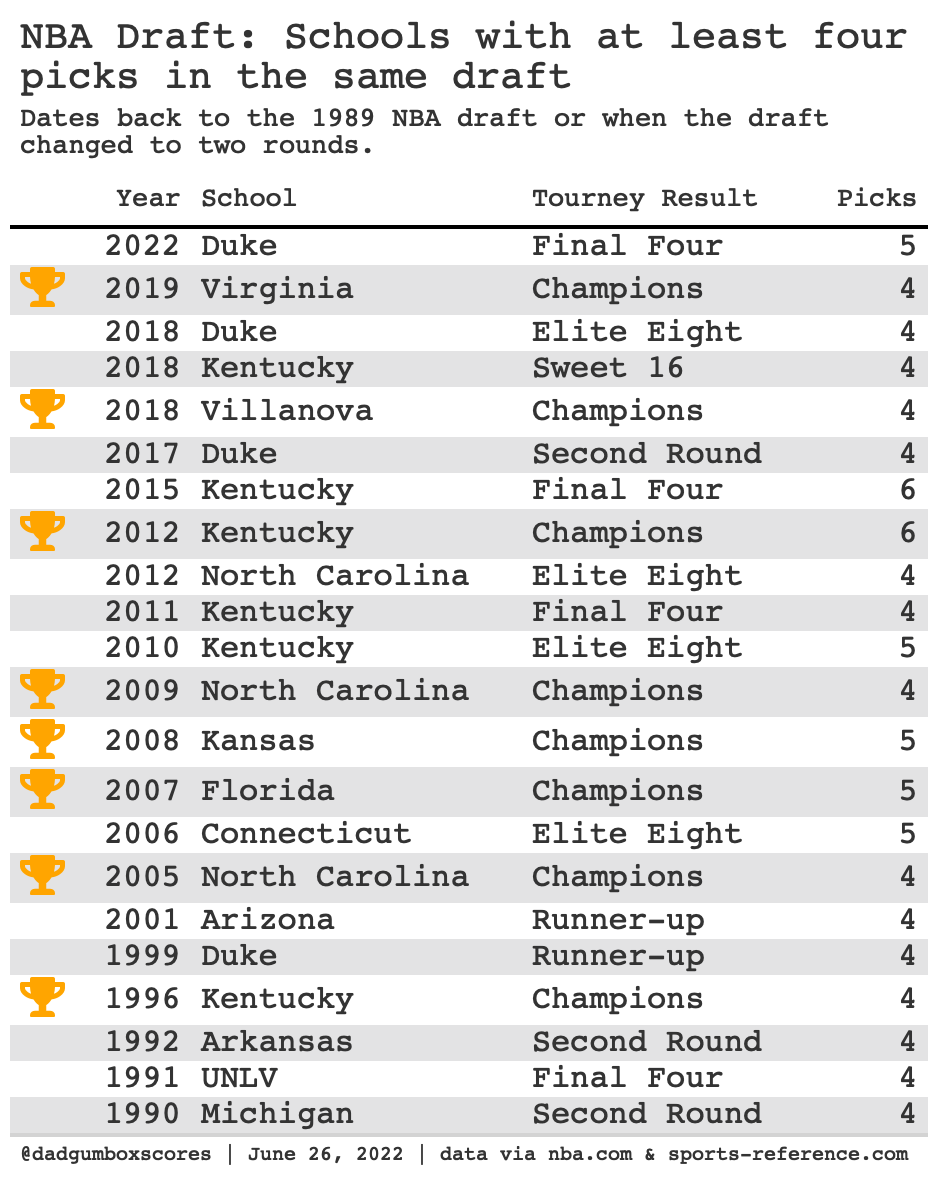 NBA Draft: Schools with at least four
picks in the same draft
Dates back to the 1989 NBA draft or when the draft
changed to two rounds.
Year School Tourney Result Picks
2022 Duke Final Four 5
2019 Virginia Champions 4
2018 Duke Elite Eight 4
2018 Kentucky Sweet 16 4
2018 Villanova Champions 4
2017 Duke Second Round 4
2015 Kentucky Final Four 6
2012 Kentucky Champions 6
2012 North Carolina Elite Eight 4
2011 Kentucky Final Four 4
2010 Kentucky Elite Eight 5
2009 North Carolina Champions 4
2008 Kansas Champions 5
2007 Florida Champions 5
2006 Connecticut Elite Eight 5
2005 North Carolina Champions 4
2001 Arizona Runner-up 4
1999 Duke Runner-up 4
1996 Kentucky Champions 4
1992 Arkansas Second Round 4
1991 UNLV Final Four 4
1990 Michigan Second Round 4
@dadgumboxscores | June 26, 2022 | data via nba.com & sports-reference.com